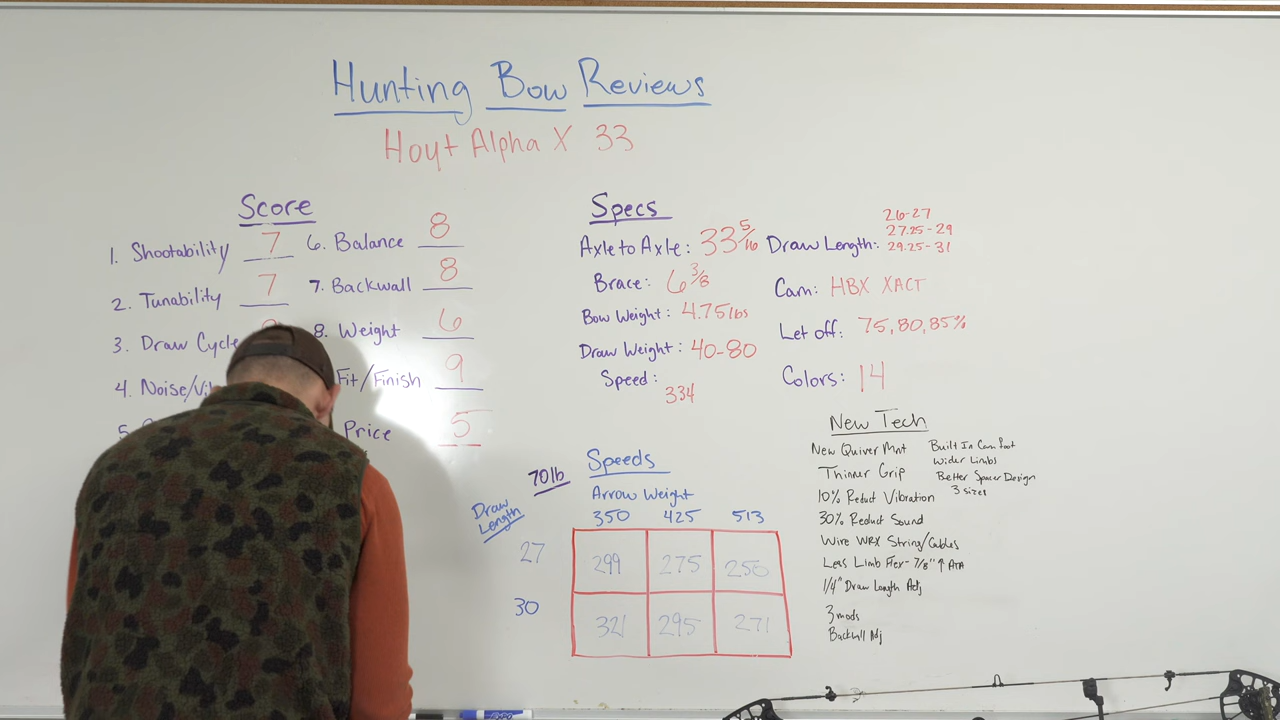 Hunting Bow Reviews
Hoyt Alpha X 33
Score
1. Shootability 7
2. Tunability 7
3. Draw Cycle
4. Noise/Vi
5.
6. Balance 8
7. Backwall 8
8. Weight 6
Fit/Finish 9
Price 5
Specs
Axle to Axle: 33 5/16
Brace: 6 3/8
Bow Weight: 4.75 lbs
Draw Weight: 40-80
Speed: 334
Draw Length: 26-27
27.25-29
29.25-31
Cam: HBX XACT
Let off: 75, 80, 85%
Colors: 14
Speeds
70lb
Arrow Weight
Draw Length
350 425 513
27 299 275 250
30 321 295 271
New Tech
New Quiver Mnt
Thinner Grip
10% Reduct Vibration
30% Reduct Sound
Wire WRX String/Cables
Less Limb Flex- 7/8" ↑ ATA
1/4" Draw Length Adj
3 mods
Backwall Adj
Built In Cam Foot
Wider Limbs
Better Spacer Design
3 sizes